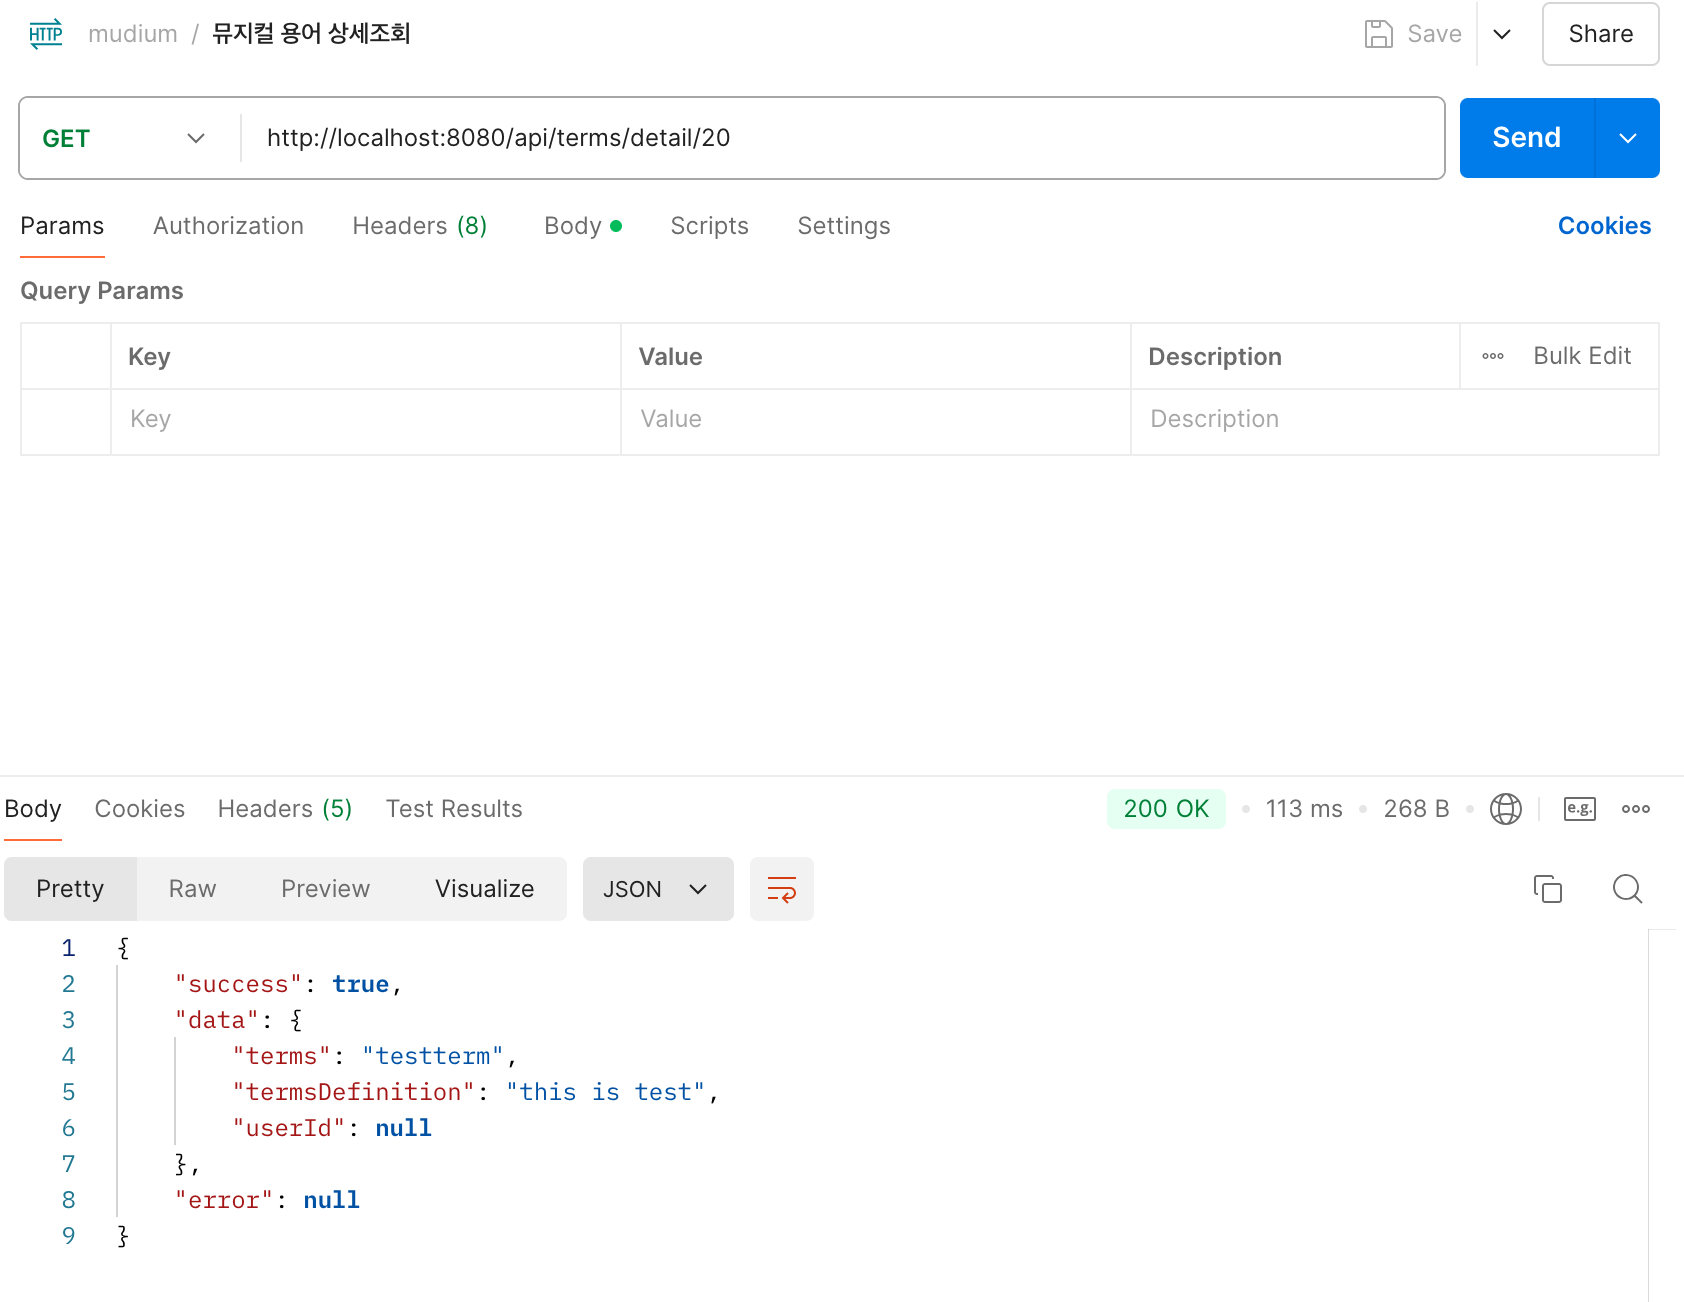 HTTP mudium / 뮤지컬 용어 상세조회 Save Share
GET http://localhost:8080/api/terms/detail/20 Send
Params Authorization Headers (8) Body Scripts Settings Cookies
Query Params
Key Value Description Bulk Edit
Key Value Description
Body Cookies Headers (5) Test Results 200 OK 113 ms 268 B e.g.
Pretty Raw Preview Visualize JSON
1 {
2 "success": true,
3 "data": {
4 "terms": "testterm",
5 "termsDefinition": "this is test",
6 "userId": null
7 },
8 "error": null
9 }